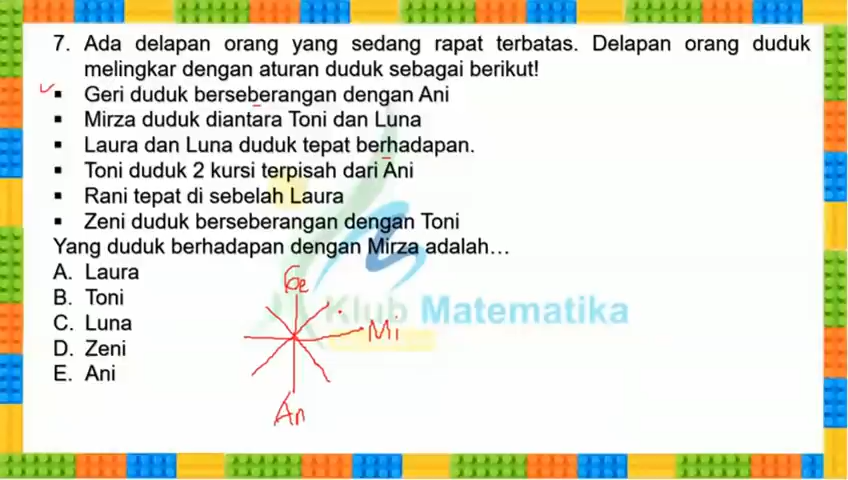 7. Ada delapan orang yang sedang rapat terbatas. Delapan orang duduk
melingkar dengan aturan duduk sebagai berikut!
▪ Geri duduk berseberangan dengan Ani
▪ Mirza duduk diantara Toni dan Luna
▪ Laura dan Luna duduk tepat berhadapan.
▪ Toni duduk 2 kursi terpisah dari Ani
▪ Rani tepat di sebelah Laura
▪ Zeni duduk berseberangan dengan Toni
Yang duduk berhadapan dengan Mirza adalah...
A. Laura
B. Toni
C. Luna
D. Zeni
E. Ani
Ge
Klub Matematika
Mi
An